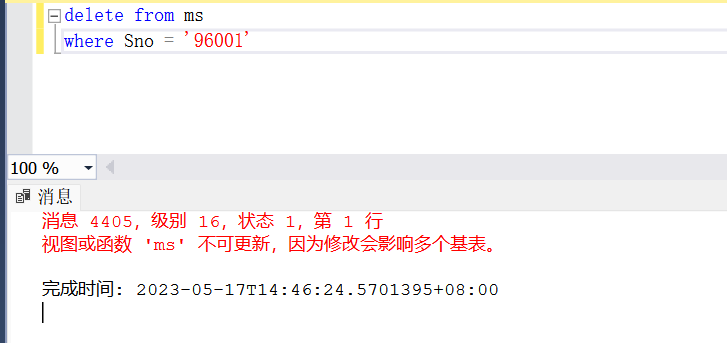 delete from ms
where Sno = '96001'
100 %
消息
消息 4405，级别 16，状态 1，第 1 行
视图或函数 'ms' 不可更新，因为修改会影响多个基表。
完成时间: 2023-05-17T14:46:24.5701395+08:00